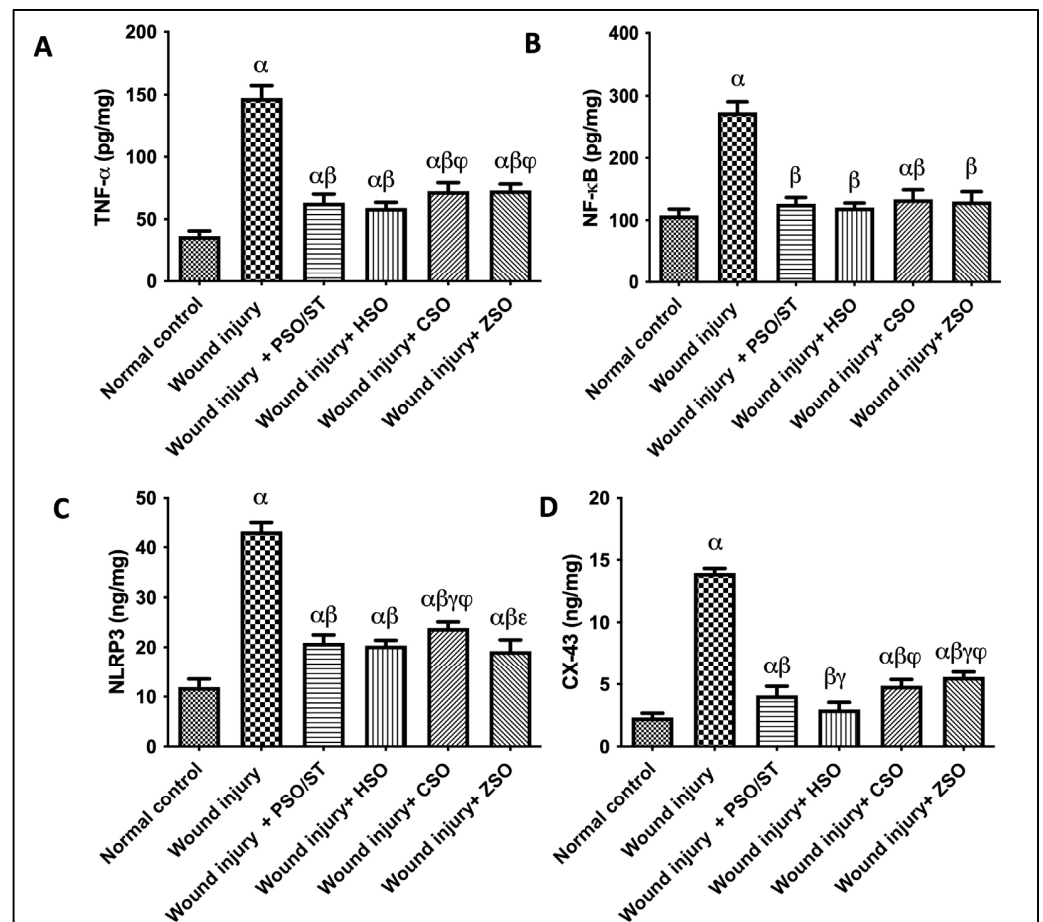 A
TNF-α (pg/mg)
200
150
100
50
0
α
αβ
αβ
αβφ
αβφ
Normal control
Wound injury
Wound injury + PSO/ST
Wound injury+ HSO
Wound injury+ CSO
Wound injury+ ZSO
B
NF-κB (pg/mg)
400
300
200
100
0
α
β
β
αβ
β
Normal control
Wound injury
Wound injury + PSO/ST
Wound injury+ HSO
Wound injury+ CSO
Wound injury+ ZSO
C
NLRP3 (ng/mg)
50
40
30
20
10
0
α
αβ
αβ
αβγφ
αβε
Normal control
Wound injury
Wound injury + PSO/ST
Wound injury+ HSO
Wound injury+ CSO
Wound injury+ ZSO
D
CX-43 (ng/mg)
20
15
10
5
0
α
αβ
βγ
αβφ
αβγφ
Normal control
Wound injury
Wound injury + PSO/ST
Wound injury+ HSO
Wound injury+ CSO
Wound injury+ ZSO